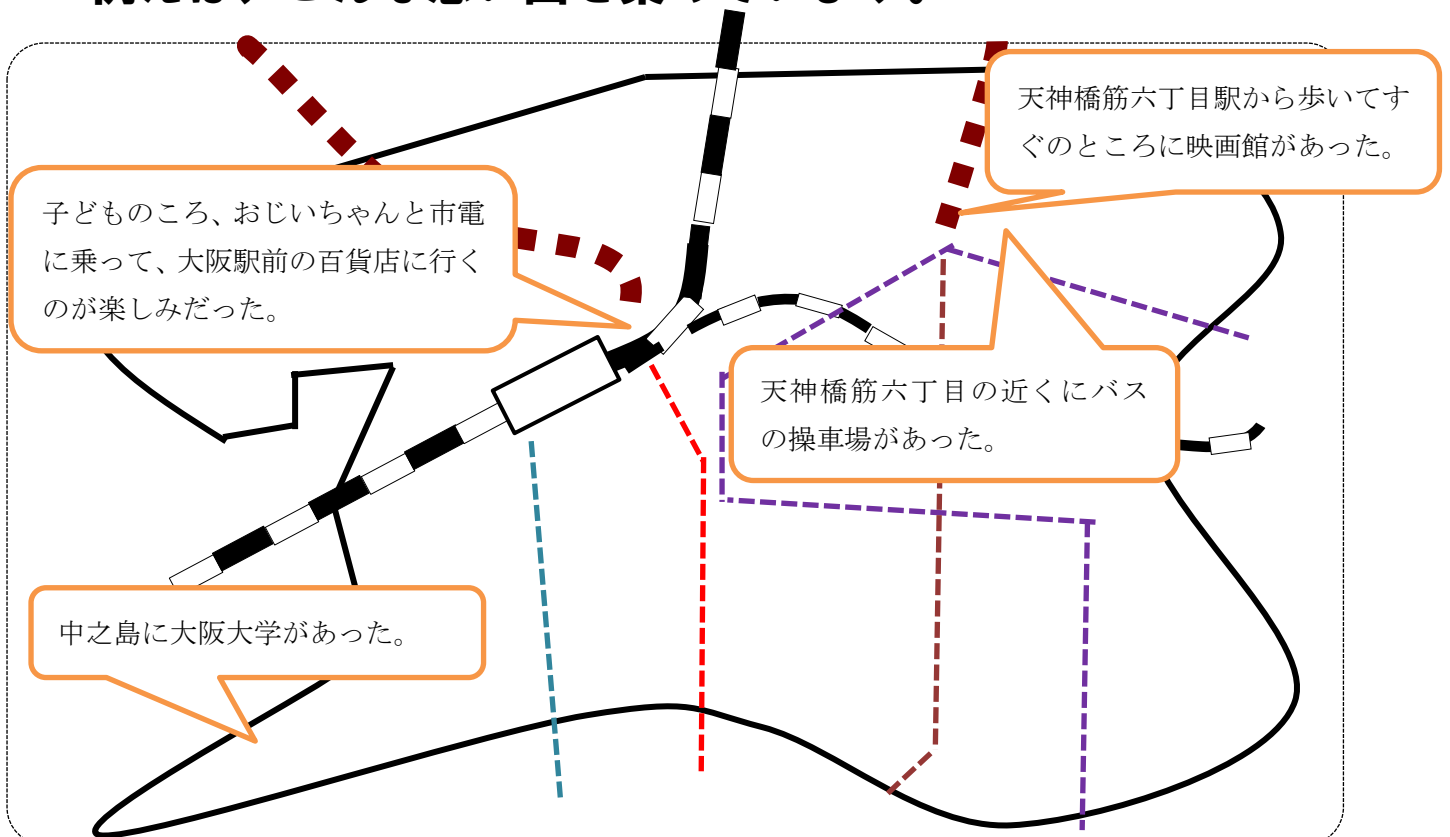 天神橋筋六丁目駅から歩いてす
ぐのところに映画館があった。
子どものころ、おじいちゃんと市電
に乗って、大阪駅前の百貨店に行く
のが楽しみだった。
天神橋筋六丁目の近くにバス
の操車場があった。
中之島に大阪大学があった。